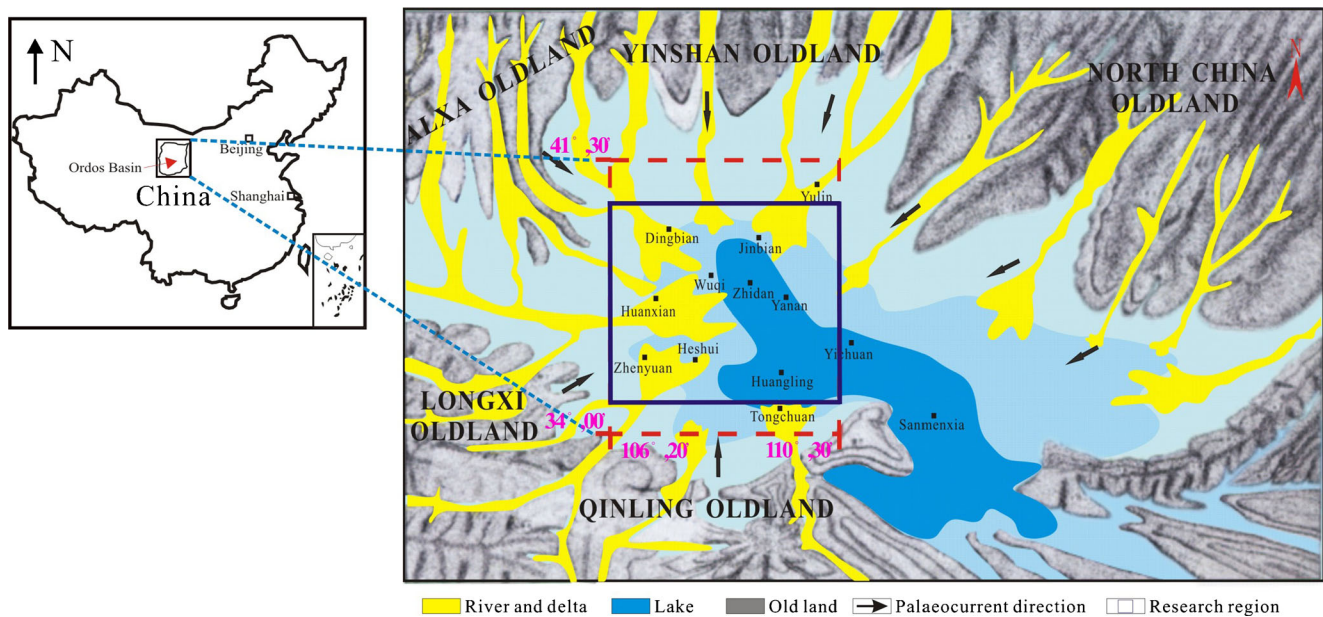 N
Beijing
Ordos Basin
China
Shanghai
ALXA OLDLAND
YINSHAN OLDLAND
NORTH CHINA
OLDLAND
N
41° ,30′
Yulin
Dingbian
Jinbian
Wuqi
Zhidan
Huanxian
Yanan
Yichuan
Heshui
Zhenyuan
Huangling
LONGXI
OLDLAND
34° ,00′
Tongchuan
Sanmenxia
106° ,20′
110° ,30′
QINLING OLDLAND
River and delta
Lake
Old land
Palaeocurrent direction
Research region